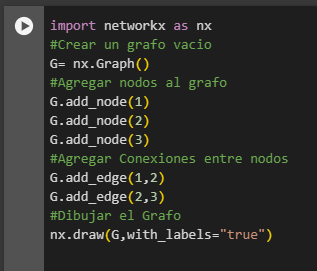 import networkx as nx
#Crear un grafo vacio
G= nx.Graph()
#Agregar nodos al grafo
G.add_node(1)
G.add_node(2)
G.add_node(3)
#Agregar Conexiones entre nodos
G.add_edge(1,2)
G.add_edge(2,3)
#Dibujar el Grafo
nx.draw(G,with_labels="true")